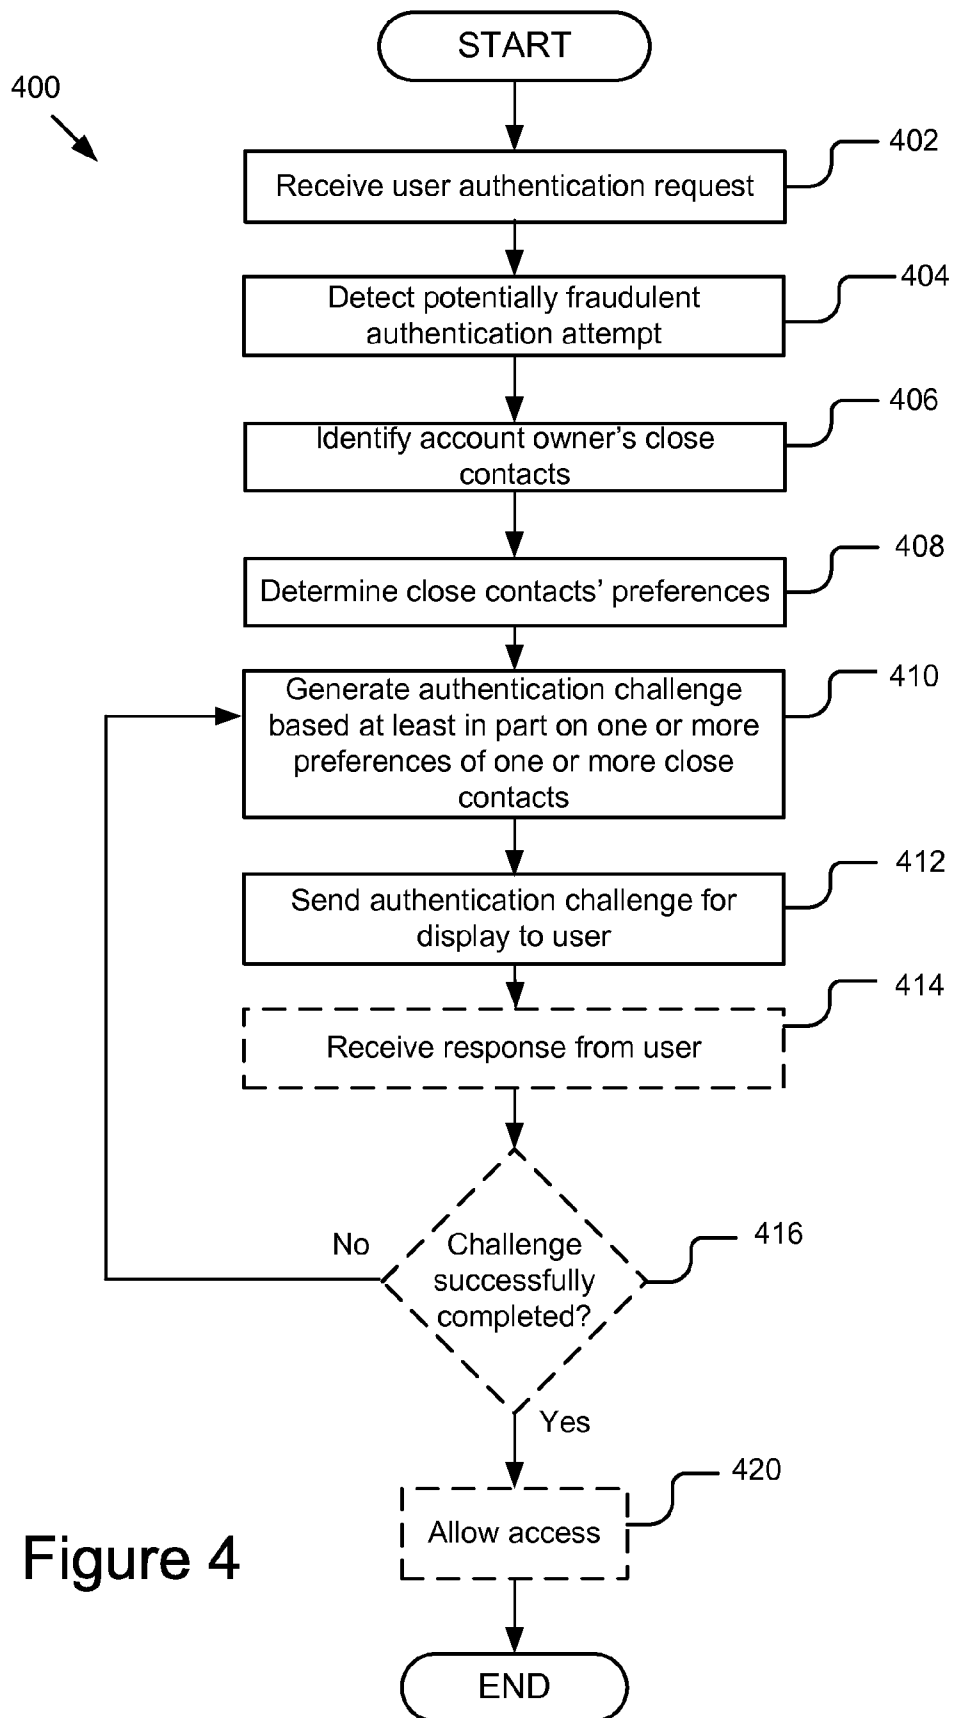 START
400
402
Receive user authentication request
404
Detect potentially fraudulent
authentication attempt
406
Identify account owner's close
contacts
408
Determine close contacts' preferences
410
Generate authentication challenge
based at least in part on one or more
preferences of one or more close
contacts
412
Send authentication challenge for
display to user
414
Receive response from user
416
No
Challenge
successfully
completed?
Yes
420
Allow access
Figure 4
END